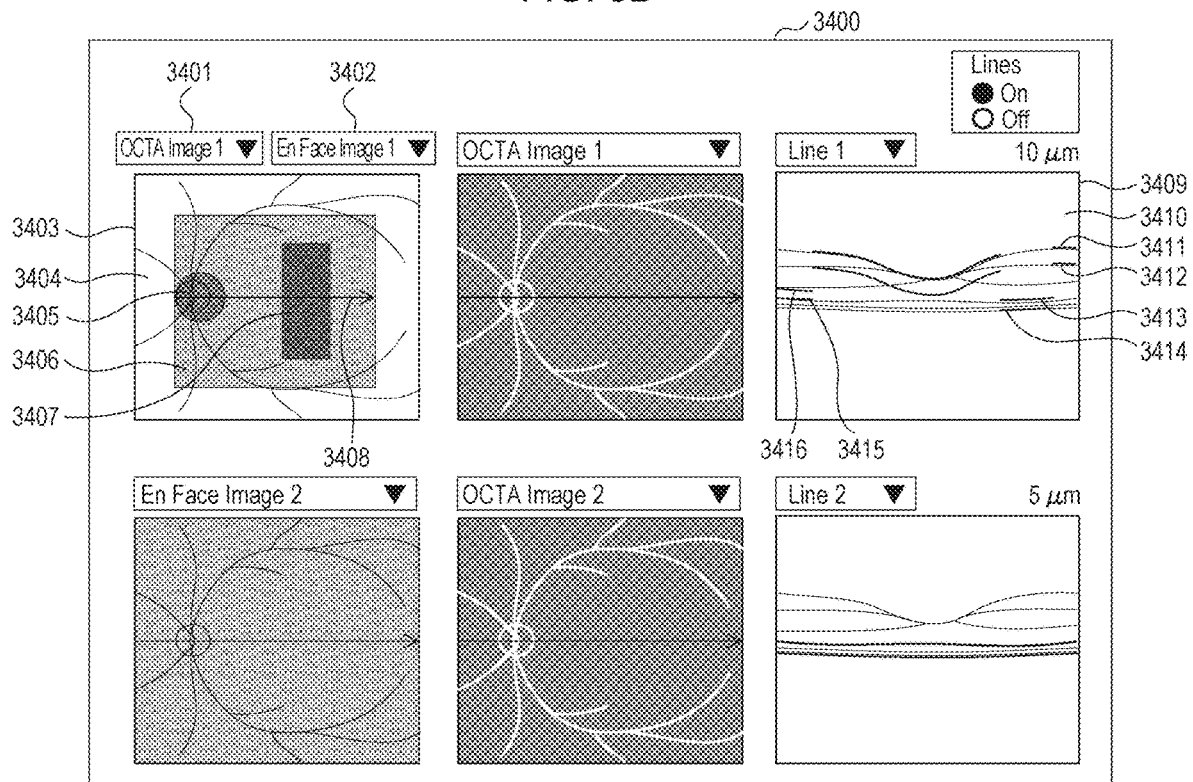 3400
3401
3402
Lines
On
Off
OCTA Image 1
En Face Image 1
OCTA Image 1
Line 1
10 μm
3403
3404
3405
3406
3407
3408
3409
3410
3411
3412
3413
3414
3416
3415
En Face Image 2
OCTA Image 2
Line 2
5 μm